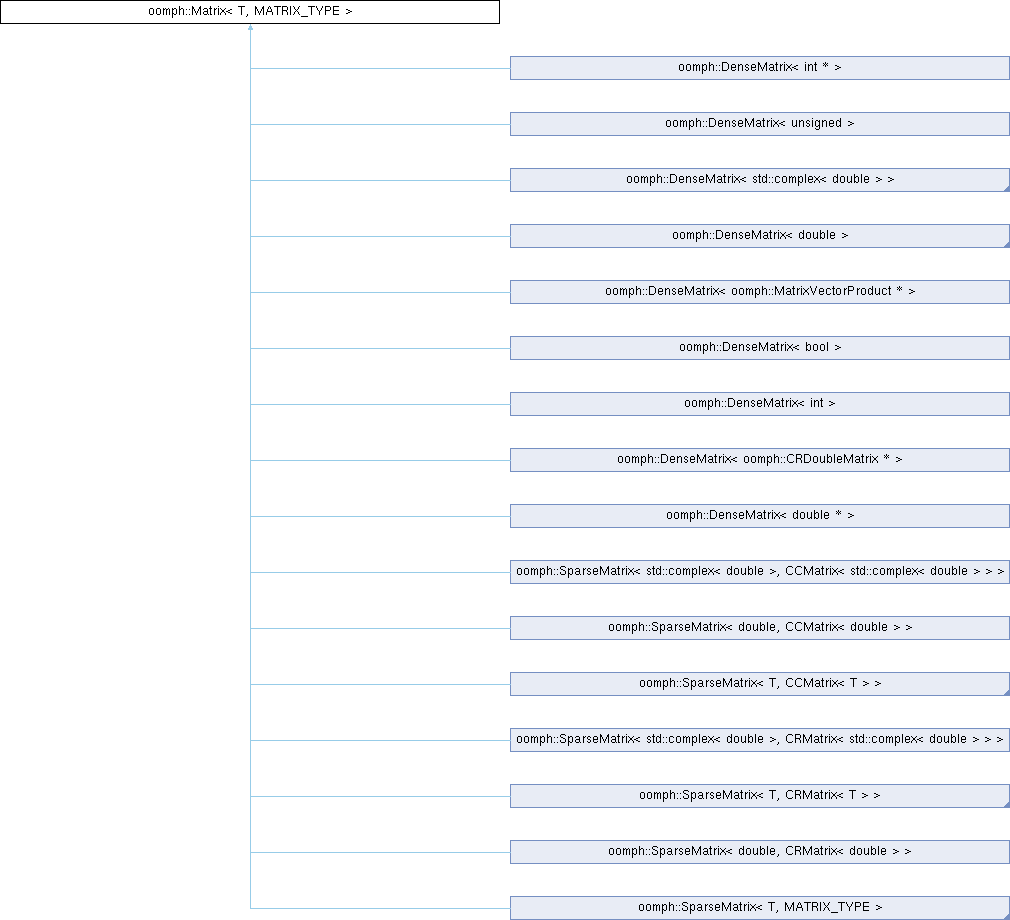 oomph::Matrix< T, MATRIX_TYPE >
oomph::DenseMatrix< int * >
oomph::DenseMatrix< unsigned >
oomph::DenseMatrix< std::complex< double > >
oomph::DenseMatrix< double >
oomph::DenseMatrix< oomph::MatrixVectorProduct * >
oomph::DenseMatrix< bool >
oomph::DenseMatrix< int >
oomph::DenseMatrix< oomph::CRDoubleMatrix * >
oomph::DenseMatrix< double * >
oomph::SparseMatrix< std::complex< double >, CCMatrix< std::complex< double > > >
oomph::SparseMatrix< double, CCMatrix< double > >
oomph::SparseMatrix< T, CCMatrix< T > >
oomph::SparseMatrix< std::complex< double >, CRMatrix< std::complex< double > > >
oomph::SparseMatrix< T, CRMatrix< T > >
oomph::SparseMatrix< double, CRMatrix< double > >
oomph::SparseMatrix< T, MATRIX_TYPE >